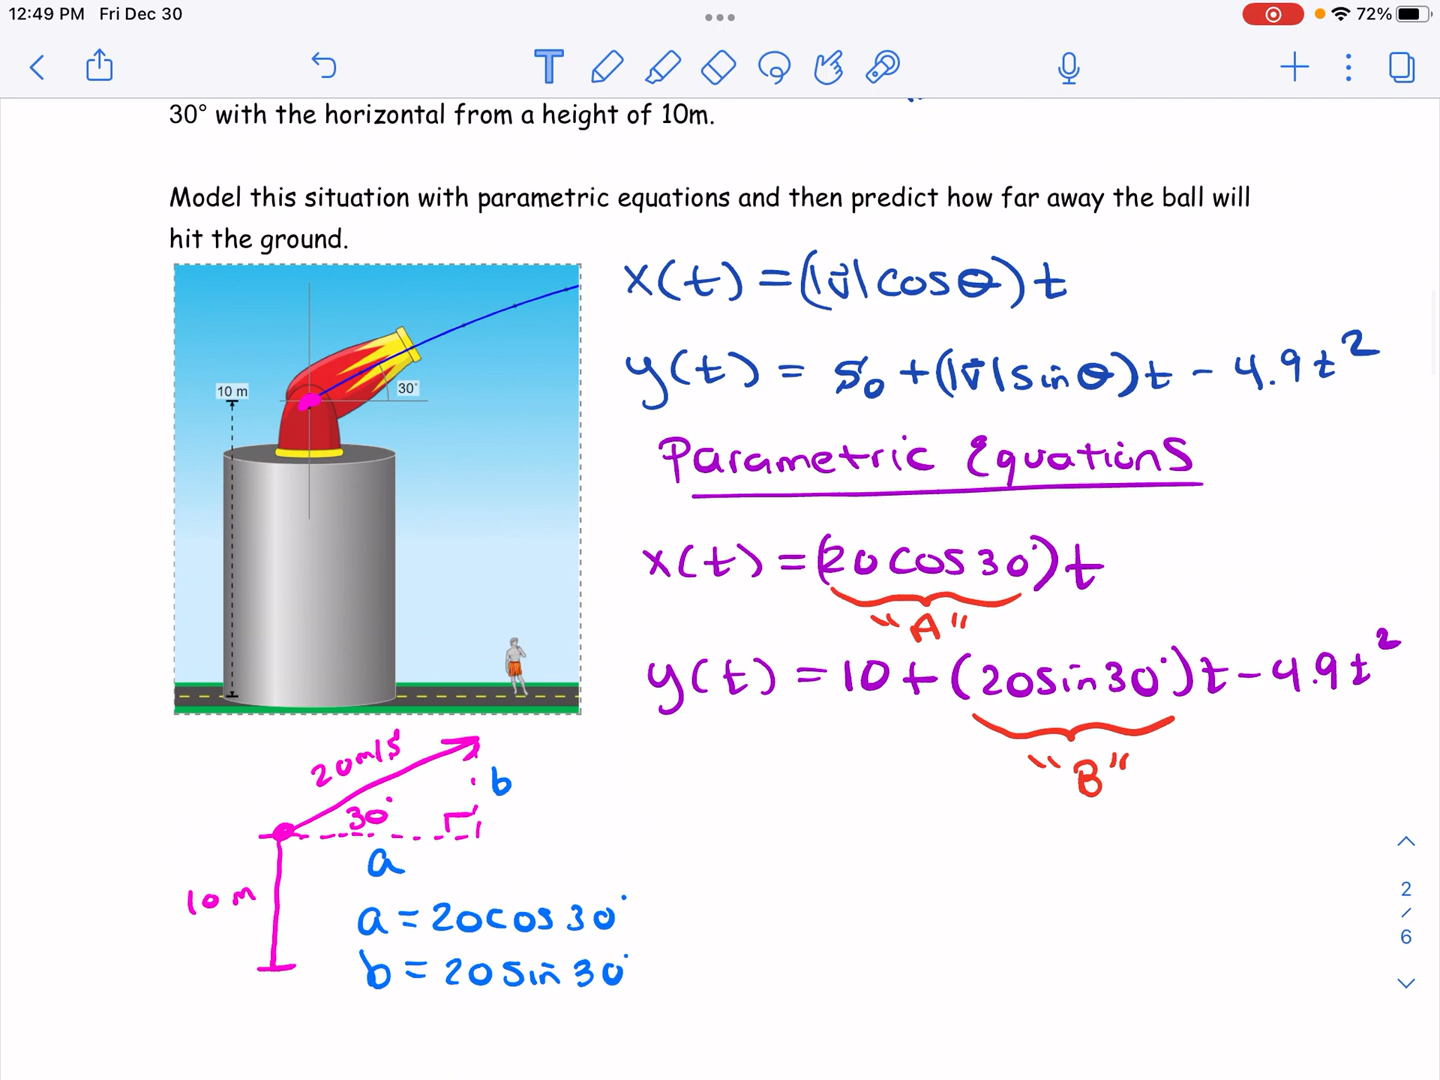 12:49 PM Fri Dec 30
72%
30° with the horizontal from a height of 10m.
Model this situation with parametric equations and then predict how far away the ball will
hit the ground.
x(t) = (|v⃗| cos θ) t
y(t) = s₀ + (|v⃗| sin θ) t - 4.9t²
Parametric Equations
10 m
30°
x(t) = (20 cos 30°) t
"A"
y(t) = 10 + (20 sin 30°) t - 4.9t²
"B"
20 m/s
30°
b
a
10 m
a = 20 cos 30°
b = 20 sin 30°
2
/
6